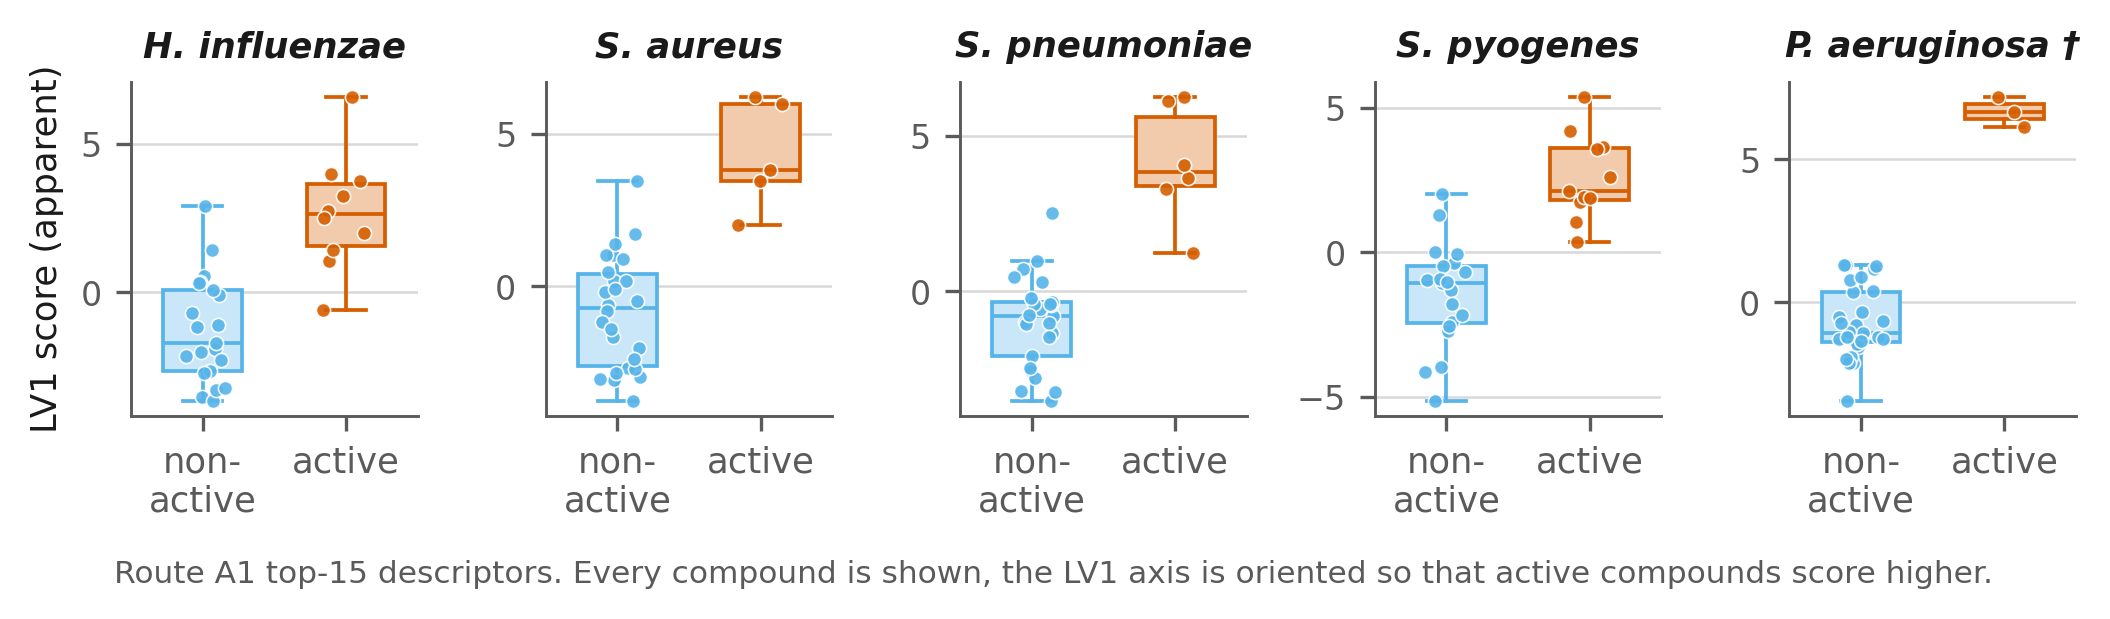 H. influenzae
S. aureus
S. pneumoniae
S. pyogenes
P. aeruginosa †
LV1 score (apparent)
5
0
5
0
5
0
5
0
−5
5
0
non-
active
active
non-
active
active
non-
active
active
non-
active
active
non-
active
active
Route A1 top-15 descriptors. Every compound is shown, the LV1 axis is oriented so that active compounds score higher.